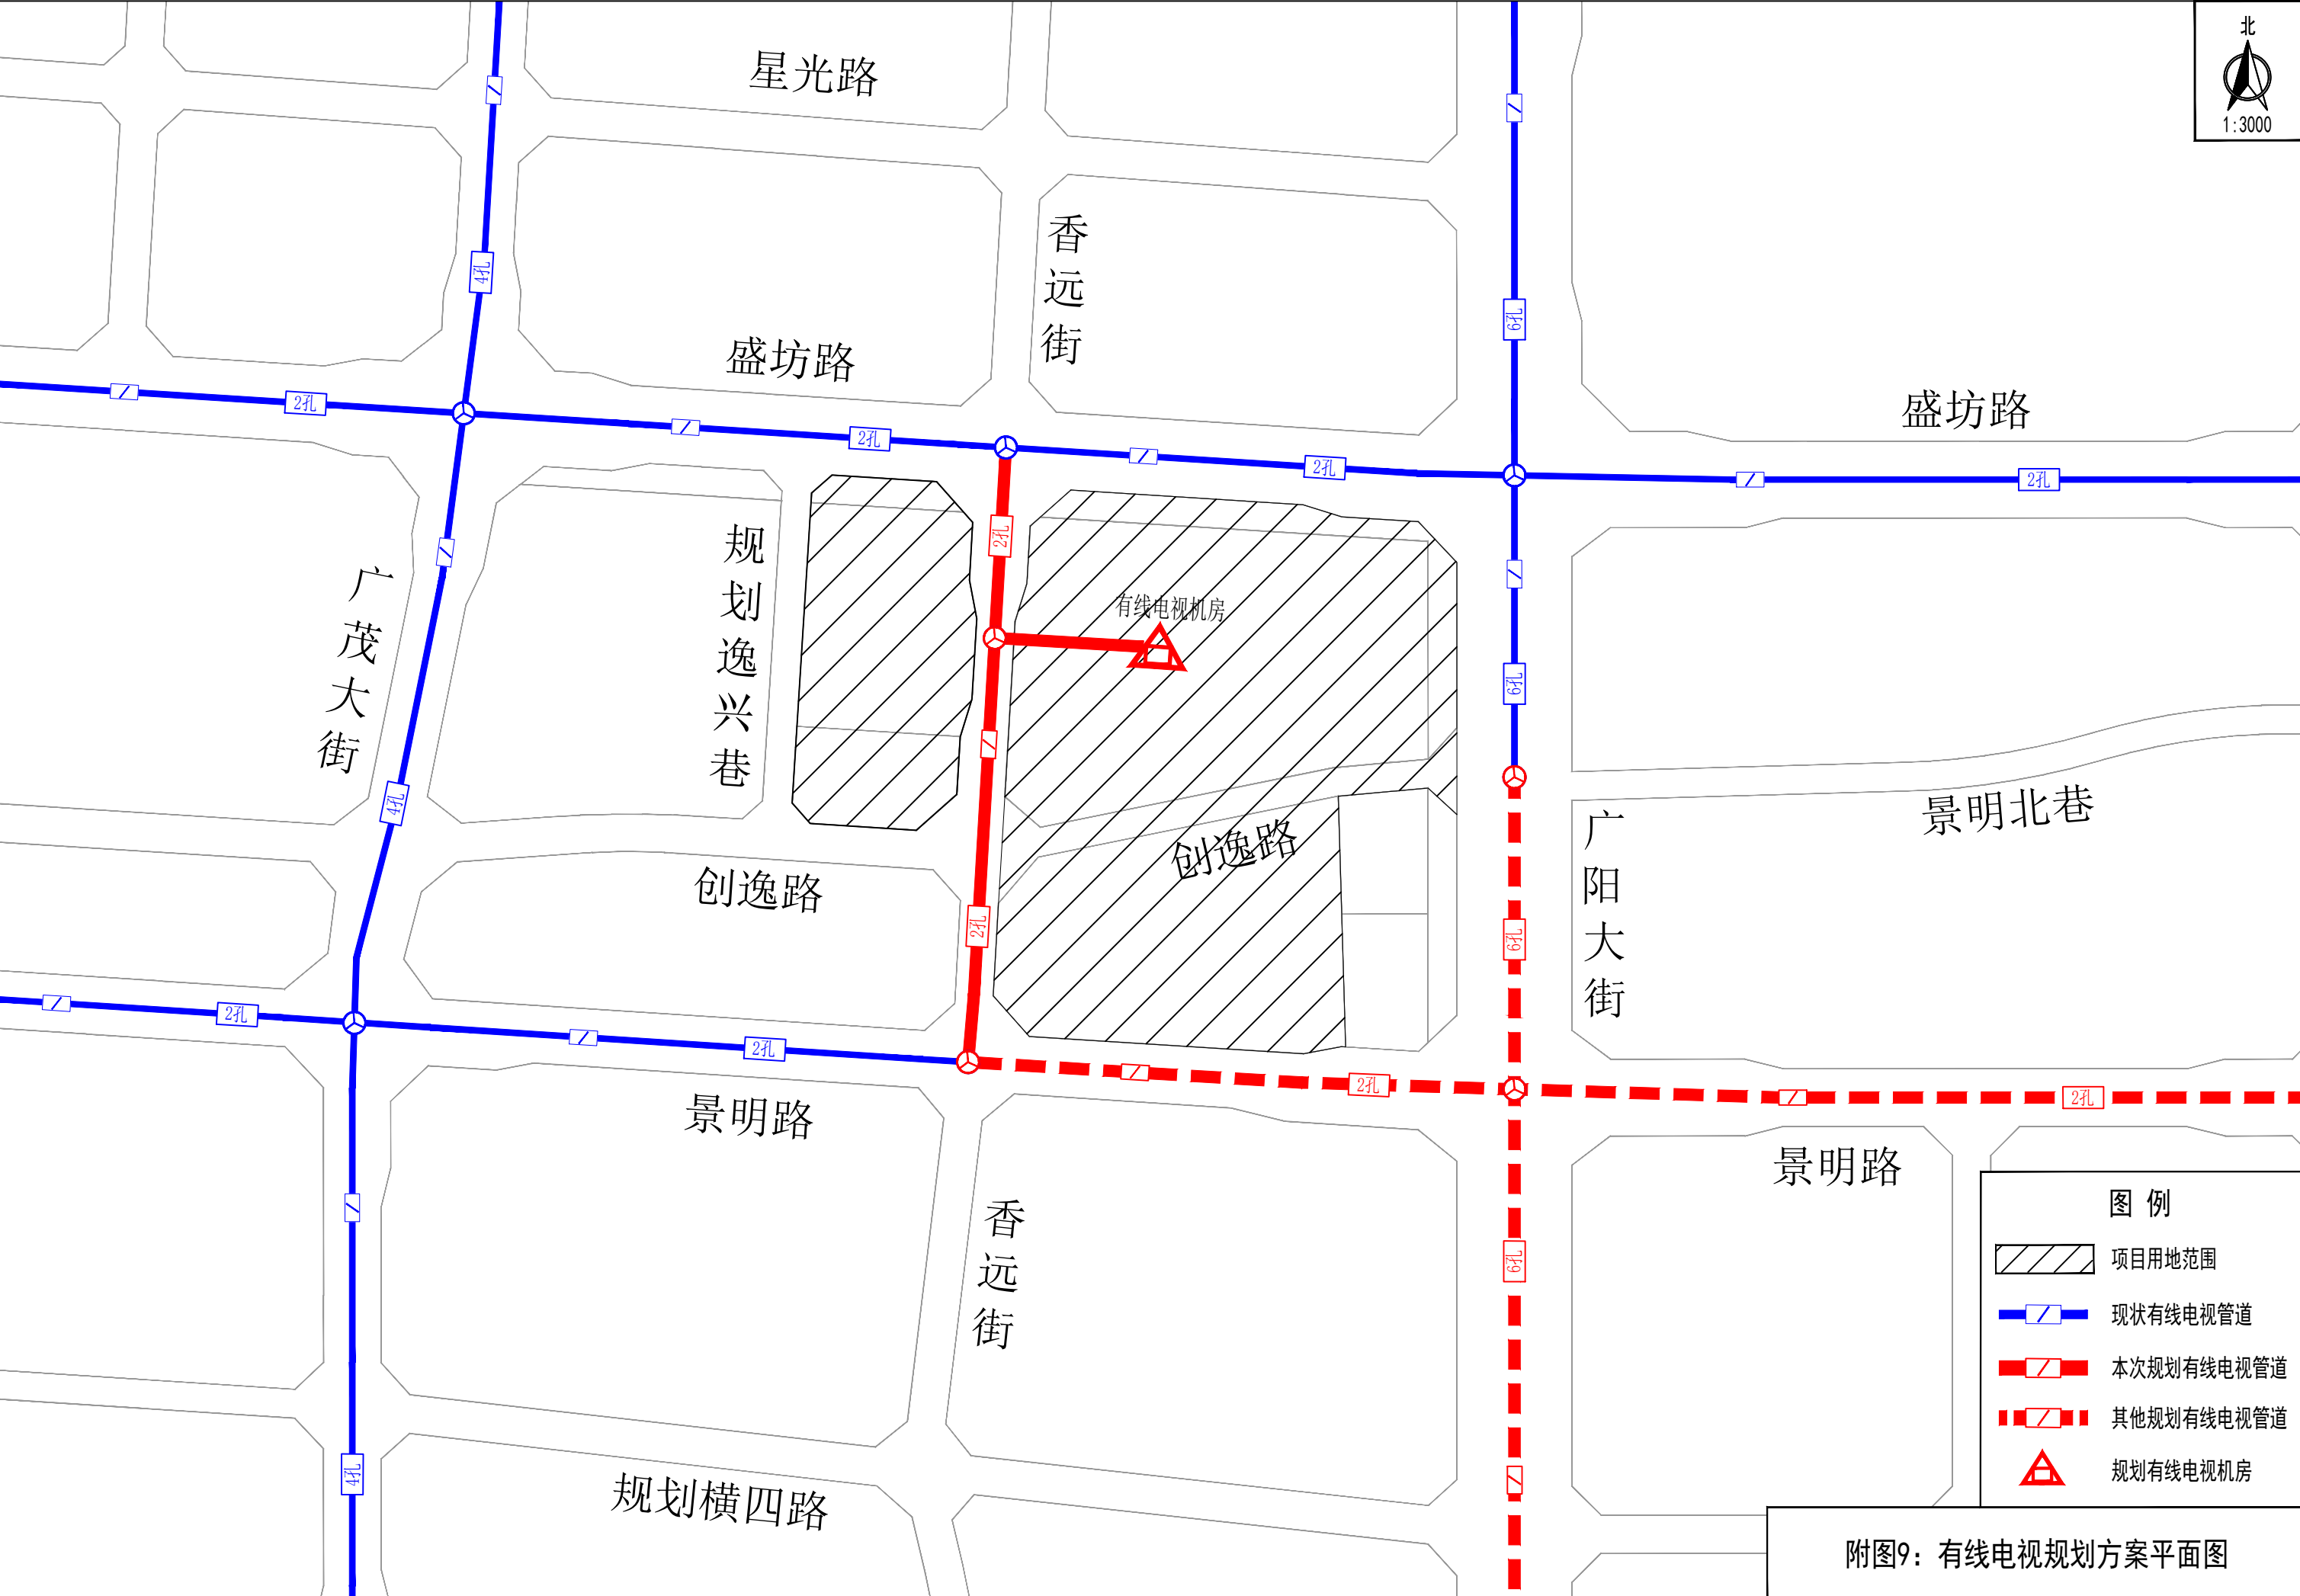 北
1:3000
星光路
香远街
盛坊路
盛坊路
4孔
6孔
2孔
2孔
2孔
2孔
2孔
有线电视机房
规划逸兴巷
广茂大街
6孔
4孔
景明北巷
创逸路
创逸路
广阳大街
2孔
6孔
2孔
2孔
2孔
2孔
景明路
景明路
香远街
6孔
4孔
规划横四路
图 例
项目用地范围
现状有线电视管道
本次规划有线电视管道
其他规划有线电视管道
规划有线电视机房
附图9：有线电视规划方案平面图